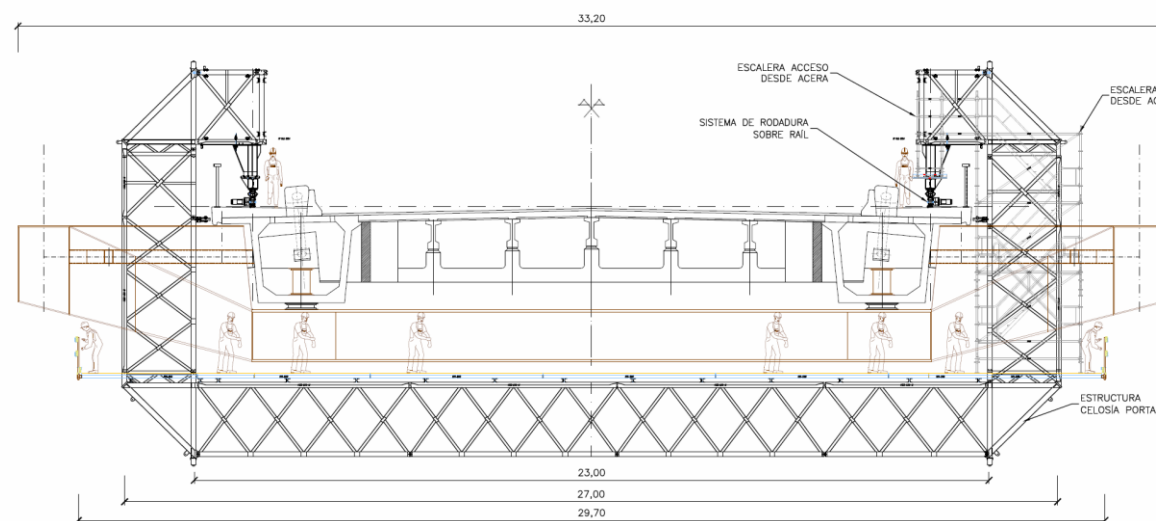 33,20
ESCALERA ACCESO
DESDE ACERA
ESCALERA
DESDE AC
SISTEMA DE RODADURA
SOBRE RAÍL
ESTRUCTURA
CELOSÍA PORTA
23,00
27,00
29,70